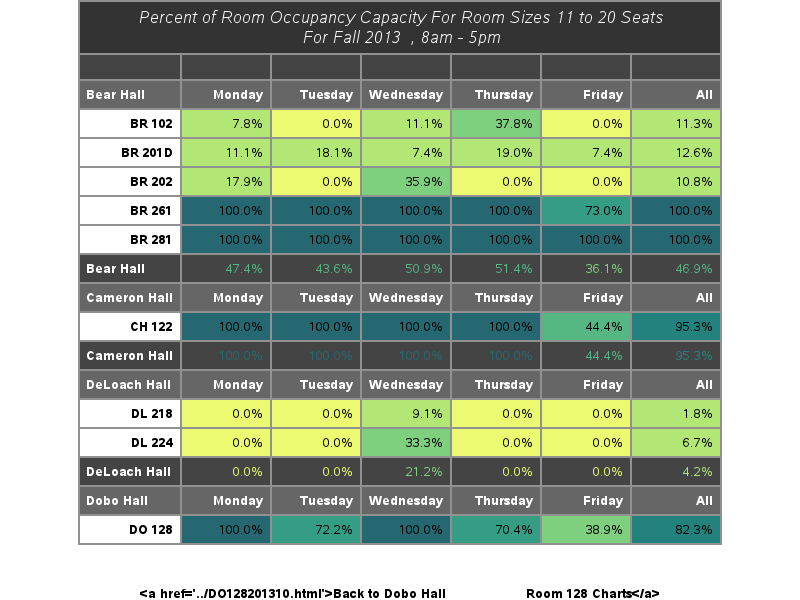 Percent of Room Occupancy Capacity For Room Sizes 11 to 20 Seats
For Fall 2013 , 8am - 5pm
Bear Hall Monday Tuesday Wednesday Thursday Friday All
BR 102 7.8% 0.0% 11.1% 37.8% 0.0% 11.3%
BR 201D 11.1% 18.1% 7.4% 19.0% 7.4% 12.6%
BR 202 17.9% 0.0% 35.9% 0.0% 0.0% 10.8%
BR 261 100.0% 100.0% 100.0% 100.0% 73.0% 100.0%
BR 281 100.0% 100.0% 100.0% 100.0% 100.0% 100.0%
Bear Hall 47.4% 43.6% 50.9% 51.4% 36.1% 46.9%
Cameron Hall Monday Tuesday Wednesday Thursday Friday All
CH 122 100.0% 100.0% 100.0% 100.0% 44.4% 95.3%
Cameron Hall 100.0% 100.0% 100.0% 100.0% 44.4% 95.3%
DeLoach Hall Monday Tuesday Wednesday Thursday Friday All
DL 218 0.0% 0.0% 9.1% 0.0% 0.0% 1.8%
DL 224 0.0% 0.0% 33.3% 0.0% 0.0% 6.7%
DeLoach Hall 0.0% 0.0% 21.2% 0.0% 0.0% 4.2%
Dobo Hall Monday Tuesday Wednesday Thursday Friday All
DO 128 100.0% 72.2% 100.0% 70.4% 38.9% 82.3%
<a href='../DO128201310.html'>Back to Dobo Hall Room 128 Charts</a>